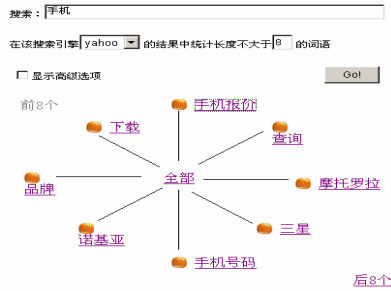 搜索：手机
在该搜索引擎 yahoo 的结果中统计长度不大于 8 的词语
显示高级选项 Go!
前8个
手机报价
下载
查询
品牌
全部
摩托罗拉
诺基亚
三星
手机号码
后8个